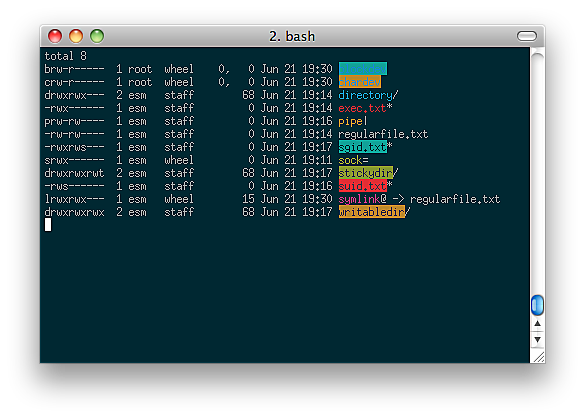 2. bash
total 8
brw-r----- 1 root wheel 0, 0 Jun 21 19:30
crw-r----- 1 root wheel 0, 0 Jun 21 19:30 chardev
drwxrwx--- 2 esm staff 68 Jun 21 19:14 directory/
-rwx------ 1 esm staff 0 Jun 21 19:14 exec.txt*
prw-rw---- 1 esm staff 0 Jun 21 19:16 pipe|
-rw-rw---- 1 esm staff 0 Jun 21 19:14 regularfile.txt
-rwxrws--- 1 esm staff 0 Jun 21 19:17 sgid.txt*
srwx------ 1 esm wheel 0 Jun 21 19:11 sock=
drwxrwxrwt 2 esm staff 68 Jun 21 19:17 stickydir/
-rws------ 1 esm staff 0 Jun 21 19:16 suid.txt*
lrwxrwx--- 1 esm wheel 15 Jun 21 19:30 symlink@ -> regularfile.txt
drwxrwxrwx 2 esm staff 68 Jun 21 19:17 writabledir/